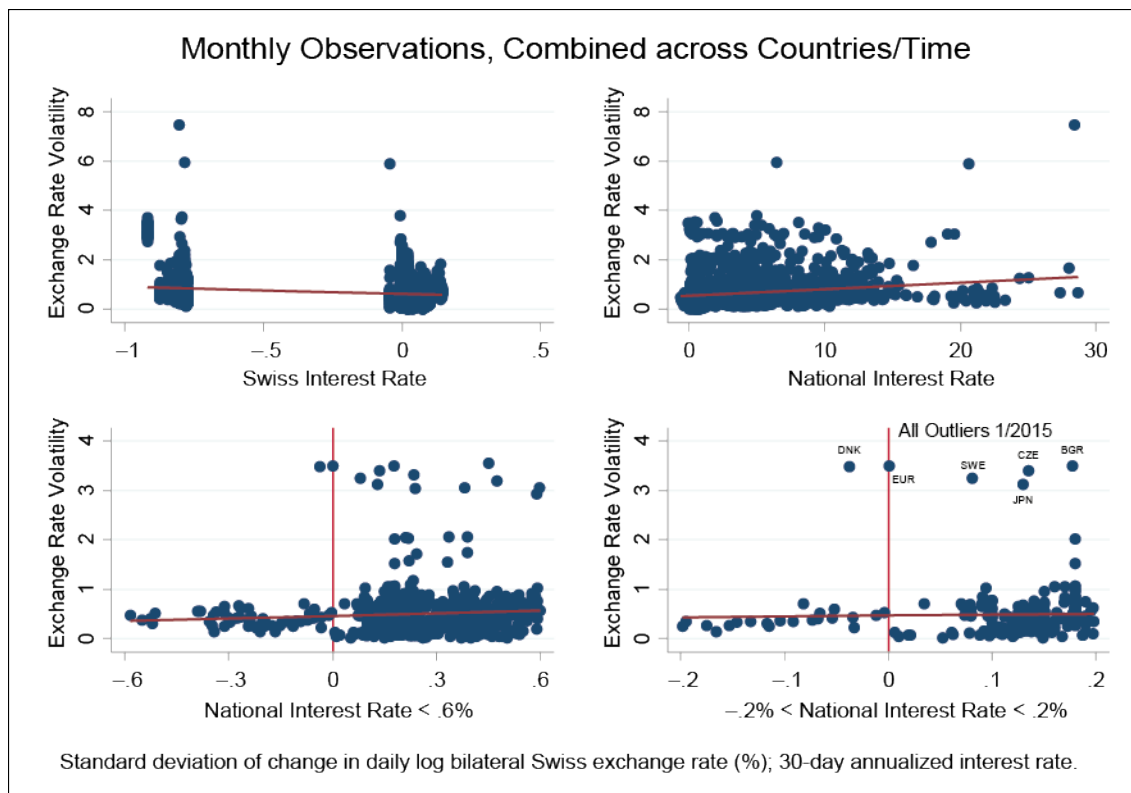 Monthly Observations, Combined across Countries/Time
Exchange Rate Volatility
8
6
4
2
0
−1
−.5
0
.5
Swiss Interest Rate
Exchange Rate Volatility
8
6
4
2
0
0
10
20
30
National Interest Rate
Exchange Rate Volatility
4
3
2
1
0
−.6
−.3
0
.3
.6
National Interest Rate < .6%
Exchange Rate Volatility
4
3
2
1
0
All Outliers 1/2015
DNK
EUR
SWE
CZE
JPN
BGR
−.2
−.1
0
.1
.2
−.2% < National Interest Rate < .2%
Standard deviation of change in daily log bilateral Swiss exchange rate (%); 30-day annualized interest rate.